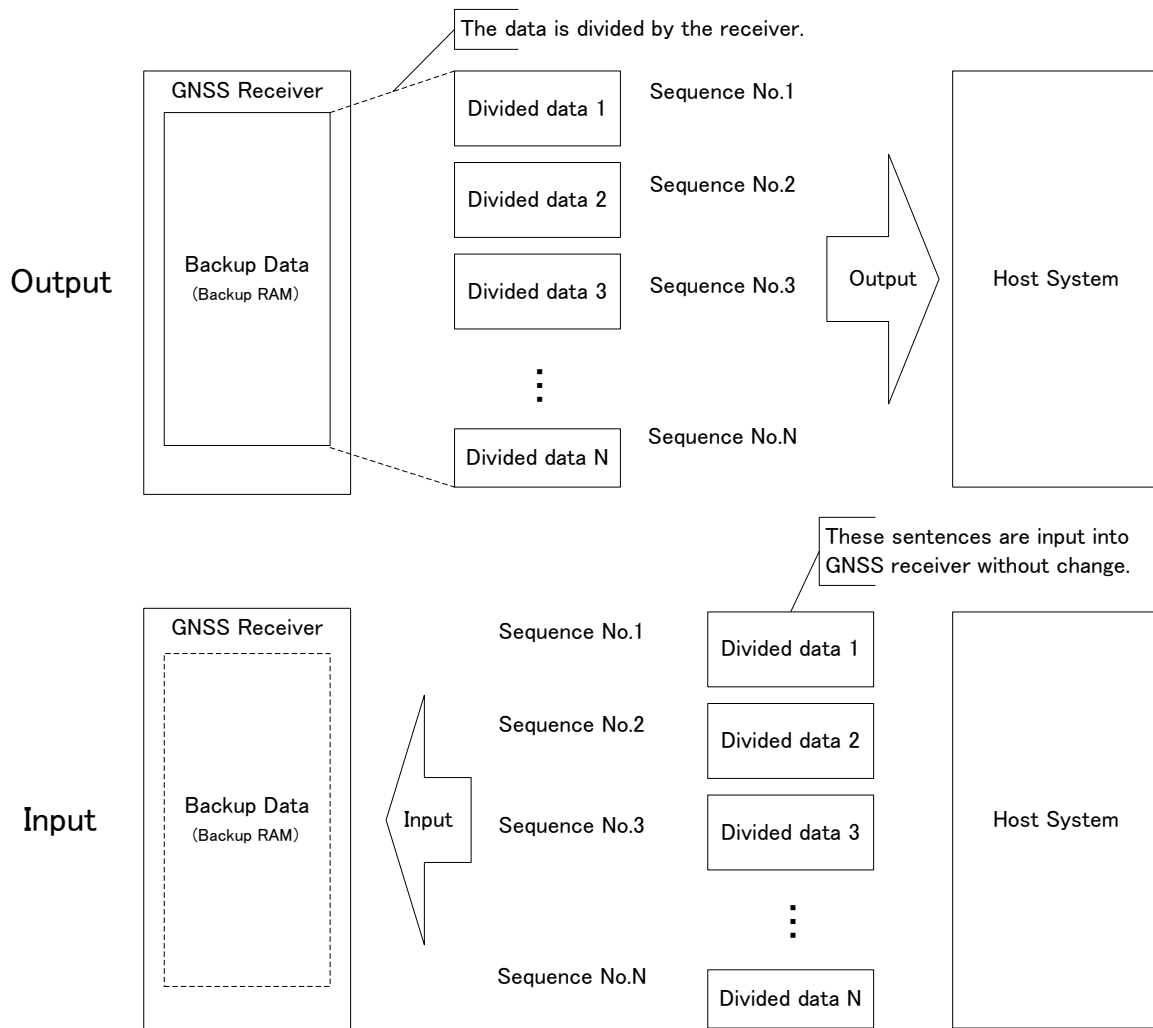 The data is divided by the receiver.
GNSS Receiver
Divided data 1
Sequence No.1
Divided data 2
Sequence No.2
Output
Backup Data
(Backup RAM)
Divided data 3
Sequence No.3
Output
Host System
Divided data N
Sequence No.N
These sentences are input into
GNSS receiver without change.
GNSS Receiver
Sequence No.1
Divided data 1
Sequence No.2
Divided data 2
Input
Backup Data
(Backup RAM)
Input
Sequence No.3
Divided data 3
Host System
Sequence No.N
Divided data N